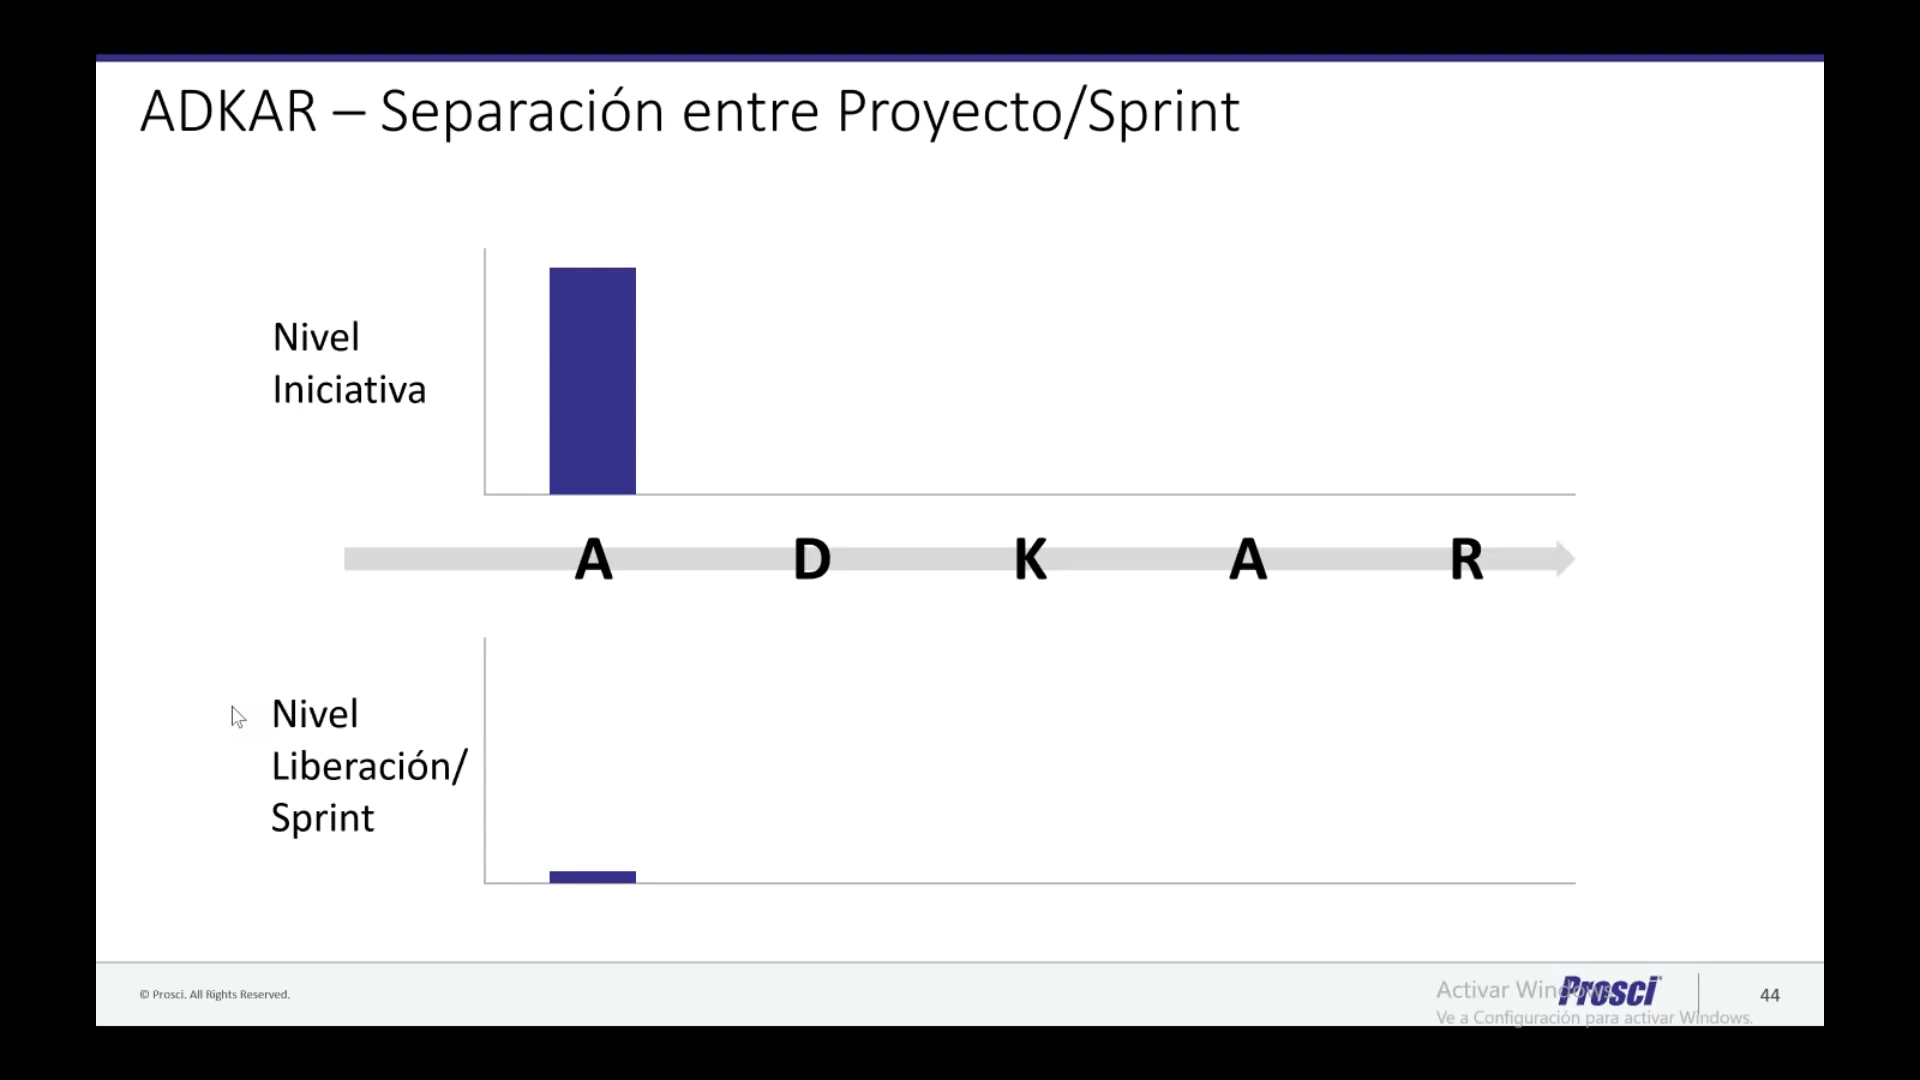 ADKAR – Separación entre Proyecto/Sprint
Nivel
Iniciativa
A D K A R
Nivel
Liberación/
Sprint
© Prosci. All Rights Reserved.
Activar Windows
Prosci
44
Ve a Configuración para activar Windows.